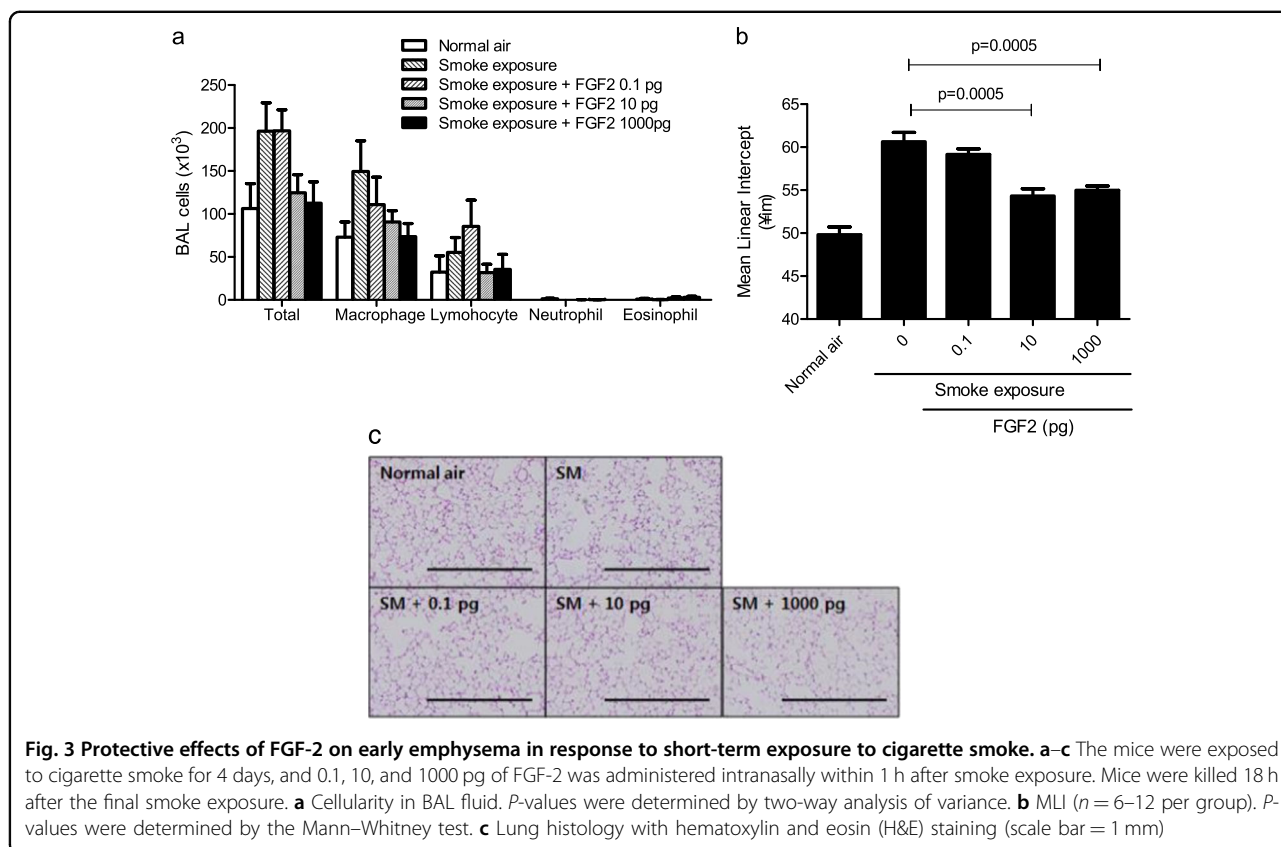 a
Normal air
Smoke exposure
Smoke exposure + FGF2 0.1 pg
Smoke exposure + FGF2 10 pg
Smoke exposure + FGF2 1000pg
250
200
150
100
50
0
BAL cells (x10³)
Total Macrophage Lymohocyte Neutrophil Eosinophil
b
p=0.0005
p=0.0005
65
60
55
50
45
40
Mean Linear Intercept
(¥ìm)
Normal air 0 0.1 10 1000
Smoke exposure
FGF2 (pg)
c
Normal air SM
SM + 0.1 pg SM + 10 pg SM + 1000 pg
Fig. 3 Protective effects of FGF-2 on early emphysema in response to short-term exposure to cigarette smoke. a–c The mice were exposed
to cigarette smoke for 4 days, and 0.1, 10, and 1000 pg of FGF-2 was administered intranasally within 1 h after smoke exposure. Mice were killed 18 h
after the final smoke exposure. a Cellularity in BAL fluid. P-values were determined by two-way analysis of variance. b MLI (n = 6–12 per group). P-
values were determined by the Mann–Whitney test. c Lung histology with hematoxylin and eosin (H&E) staining (scale bar = 1 mm)